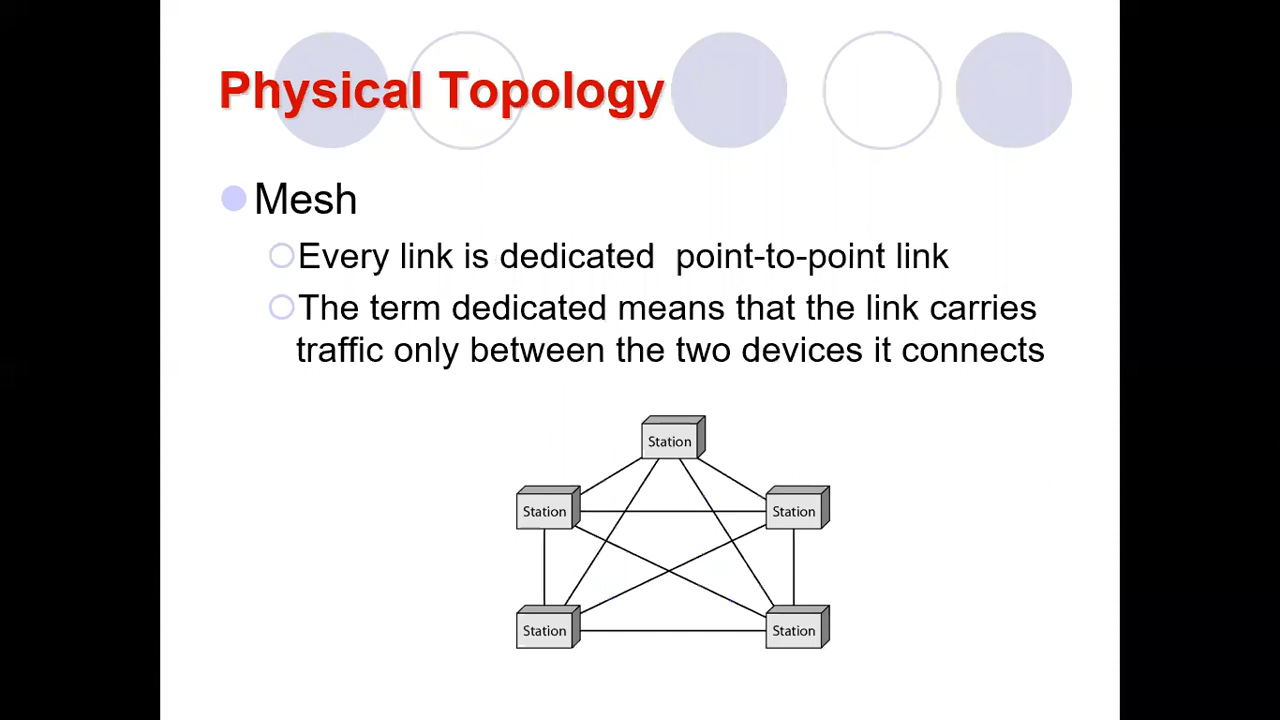 Physical Topology
Mesh
Every link is dedicated  point-to-point link
The term dedicated means that the link carries
traffic only between the two devices it connects
Station
Station
Station
Station
Station